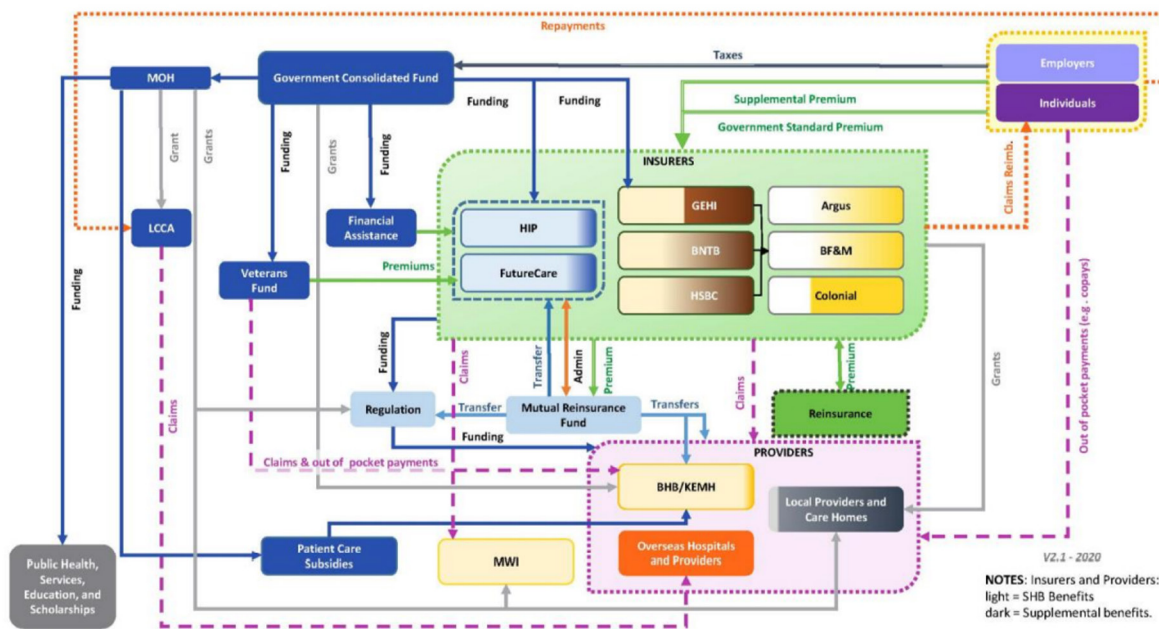 Repayments
Taxes
Employers
Individuals
MOH
Government Consolidated Fund
Funding
Funding
Supplemental Premium
Government Standard Premium
Grant
Grants
Funding
Grants
Funding
INSURERS
Claims Reimb.
LCCA
Financial
Assistance
HIP
FutureCare
GEHI
BNTB
HSBC
Argus
BF&M
Colonial
Veterans
Fund
Premiums
Funding
Funding
Claims
Transfer
Admin
Premium
Claims
Premium
Grants
Out of pocket payments (e.g. copays)
Claims
Regulation
Transfer
Mutual Reinsurance
Fund
Transfers
Reinsurance
Funding
PROVIDERS
Claims & out of pocket payments
BHB/KEMH
Local Providers and
Care Homes
Patient Care
Subsidies
MWI
Overseas Hospitals
and Providers
Public Health,
Services,
Education, and
Scholarships
V2.1 - 2020
NOTES: Insurers and Providers:
light = SHB Benefits
dark = Supplemental benefits.